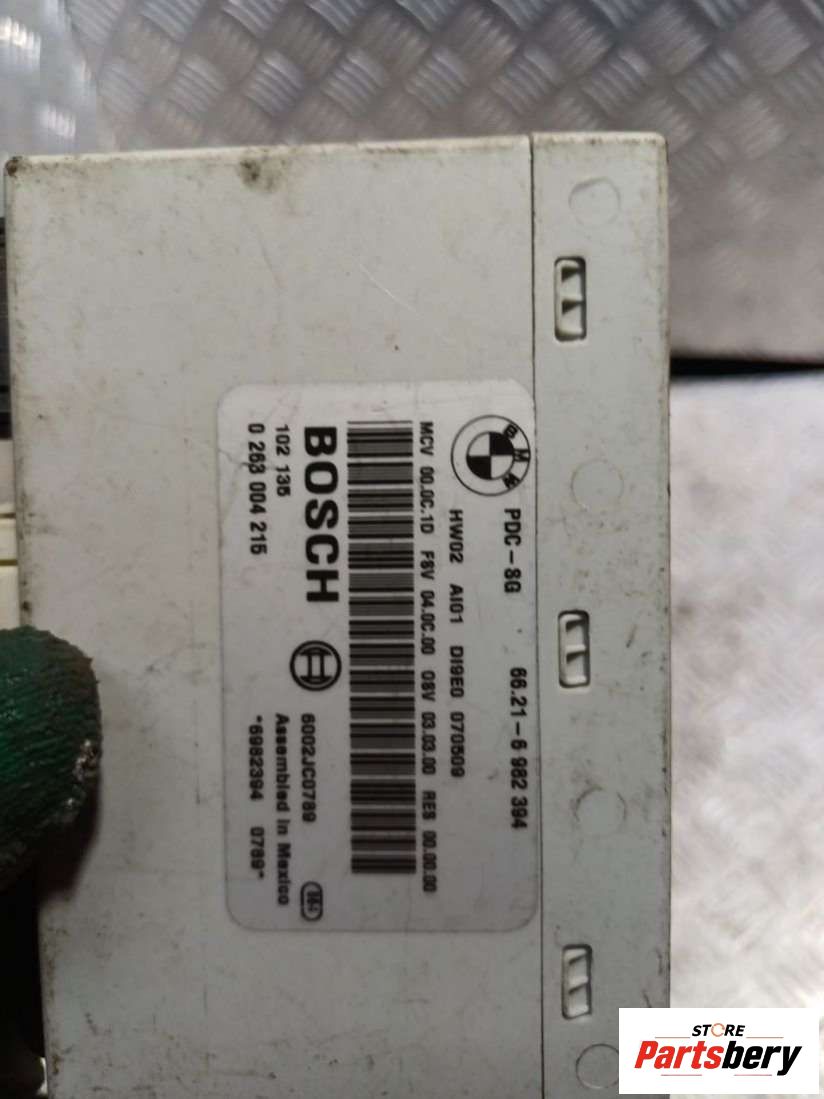 BMW
PDC-8G 66.21-6 982 394
HW02 AI01 DI9E0 070509
MCV 00.0C.1D FSV 04.0C.00 OSV 03.03.00 RES 00.00.00
BOSCH
102 135 6002JC0789
0 263 004 215 Assembled in Mexico
*6982394 0789*
STORE
Partsbery